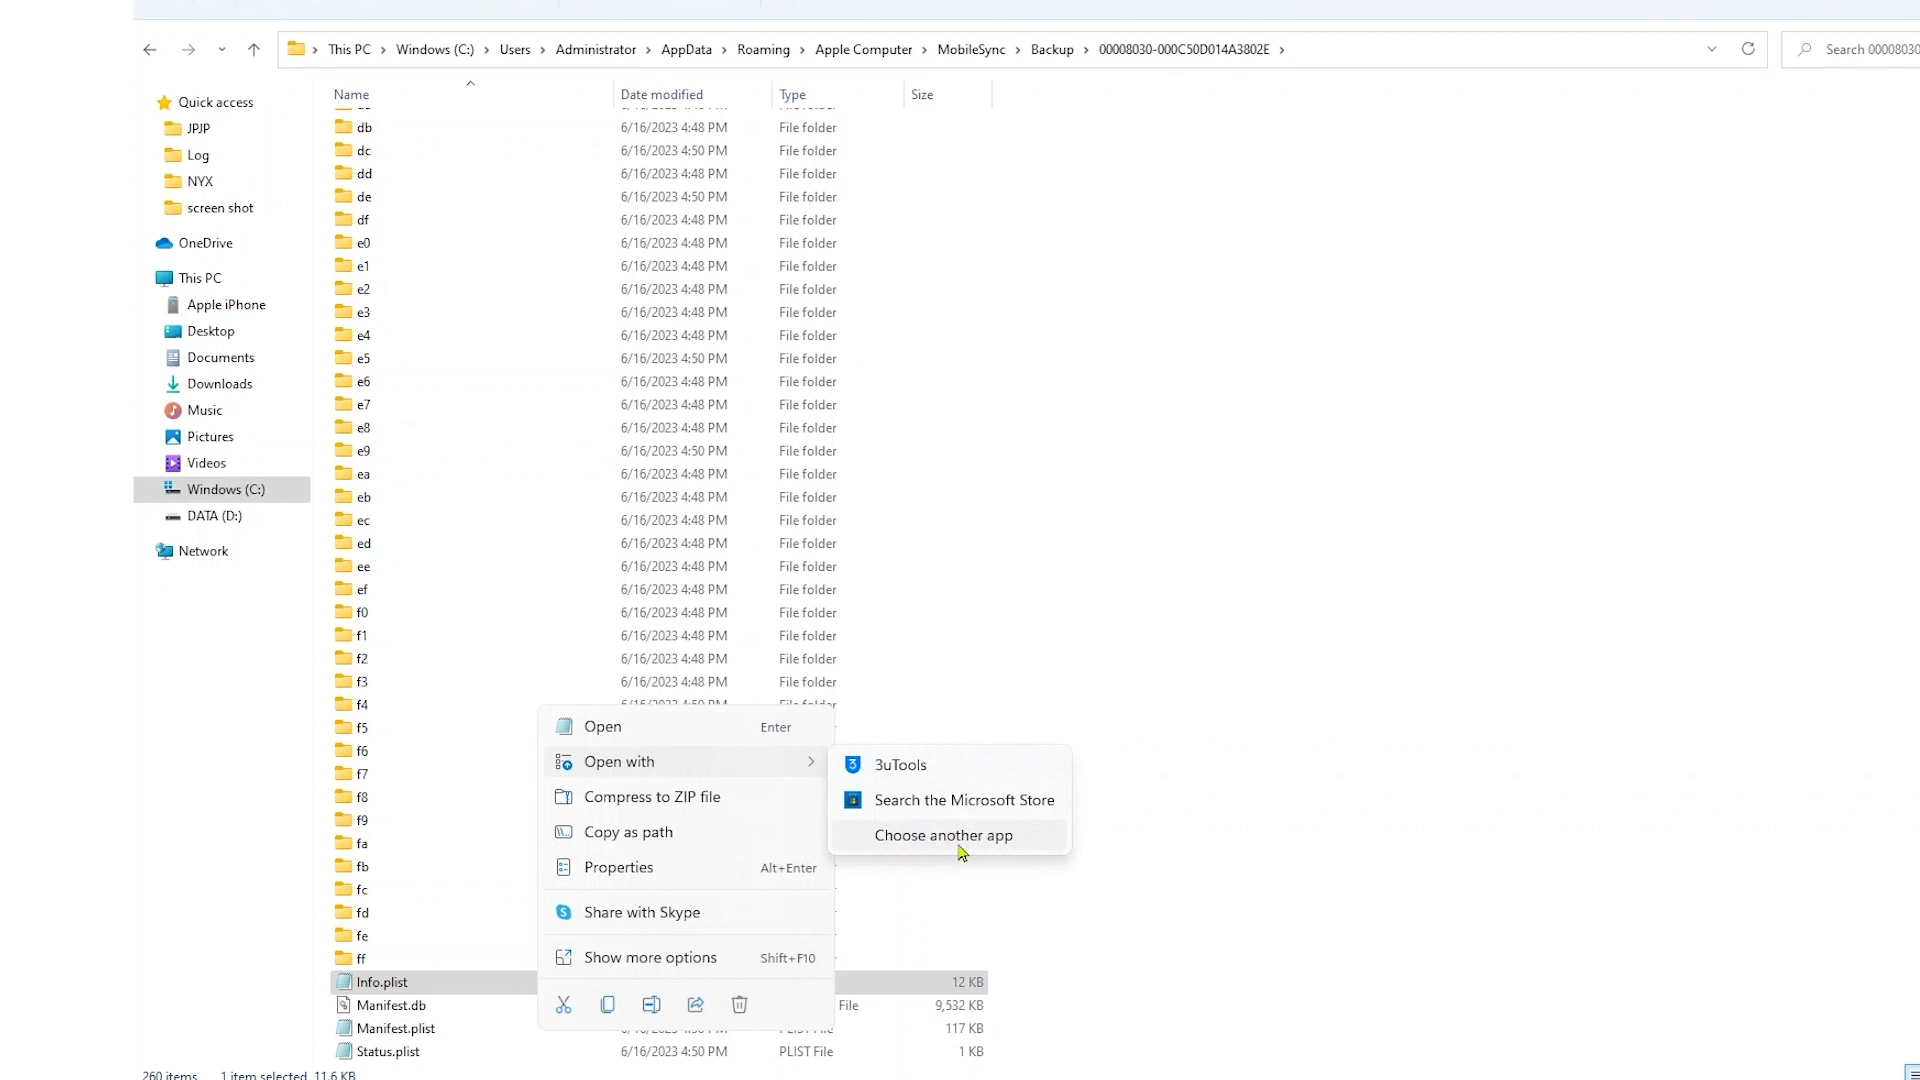 This PC > Windows (C:) > Users > Administrator > AppData > Roaming > Apple Computer > MobileSync > Backup > 00008030-000C50D014A3802E >
Search 00008030
Name Date modified Type Size
Quick access
JPJP
Log
NYX
screen shot
OneDrive
This PC
Apple iPhone
Desktop
Documents
Downloads
Music
Pictures
Videos
Windows (C:)
DATA (D:)
Network
db 6/16/2023 4:48 PM File folder
dc 6/16/2023 4:50 PM File folder
dd 6/16/2023 4:48 PM File folder
de 6/16/2023 4:50 PM File folder
df 6/16/2023 4:48 PM File folder
e0 6/16/2023 4:48 PM File folder
e1 6/16/2023 4:48 PM File folder
e2 6/16/2023 4:48 PM File folder
e3 6/16/2023 4:48 PM File folder
e4 6/16/2023 4:48 PM File folder
e5 6/16/2023 4:50 PM File folder
e6 6/16/2023 4:48 PM File folder
e7 6/16/2023 4:48 PM File folder
e8 6/16/2023 4:48 PM File folder
e9 6/16/2023 4:50 PM File folder
ea 6/16/2023 4:48 PM File folder
eb 6/16/2023 4:48 PM File folder
ec 6/16/2023 4:48 PM File folder
ed 6/16/2023 4:48 PM File folder
ee 6/16/2023 4:48 PM File folder
ef 6/16/2023 4:48 PM File folder
f0 6/16/2023 4:48 PM File folder
f1 6/16/2023 4:48 PM File folder
f2 6/16/2023 4:48 PM File folder
f3 6/16/2023 4:48 PM File folder
f4
f5
f6
f7
f8
f9
fa
fb
fc
fd
fe
ff
Info.plist 12 KB
Manifest.db File 9,532 KB
Manifest.plist 117 KB
Status.plist 6/16/2023 4:50 PM PLIST File 1 KB
Open Enter
Open with
Compress to ZIP file
Copy as path
Properties Alt+Enter
Share with Skype
Show more options Shift+F10
3uTools
Search the Microsoft Store
Choose another app
260 items 1 item selected 11.6 KB